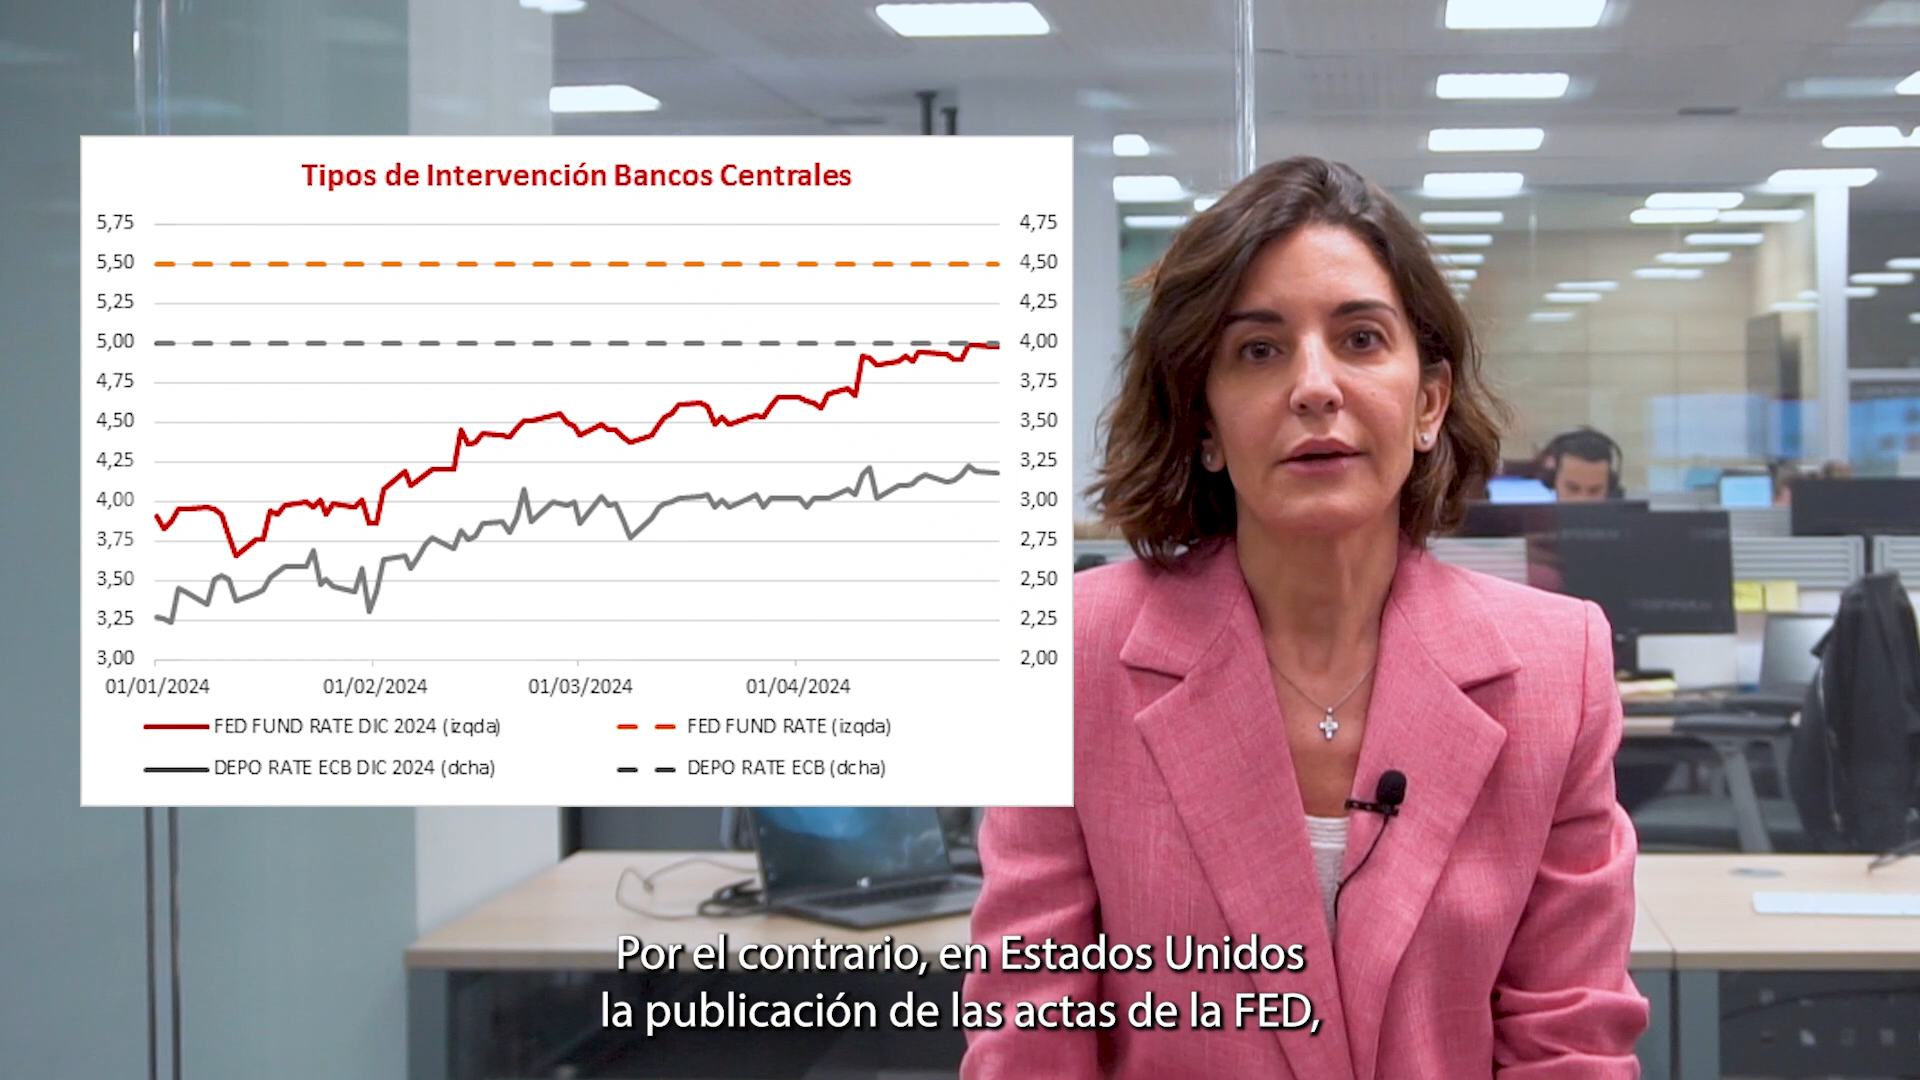 Tipos de Intervención Bancos Centrales
5,75 4,75
5,50 4,50
5,25 4,25
5,00 4,00
4,75 3,75
4,50 3,50
4,25 3,25
4,00 3,00
3,75 2,75
3,50 2,50
3,25 2,25
3,00 2,00
01/01/2024 01/02/2024 01/03/2024 01/04/2024
FED FUND RATE DIC 2024 (izqda) FED FUND RATE (izqda)
DEPO RATE ECB DIC 2024 (dcha) DEPO RATE ECB (dcha)
Por el contrario, en Estados Unidos
la publicación de las actas de la FED,